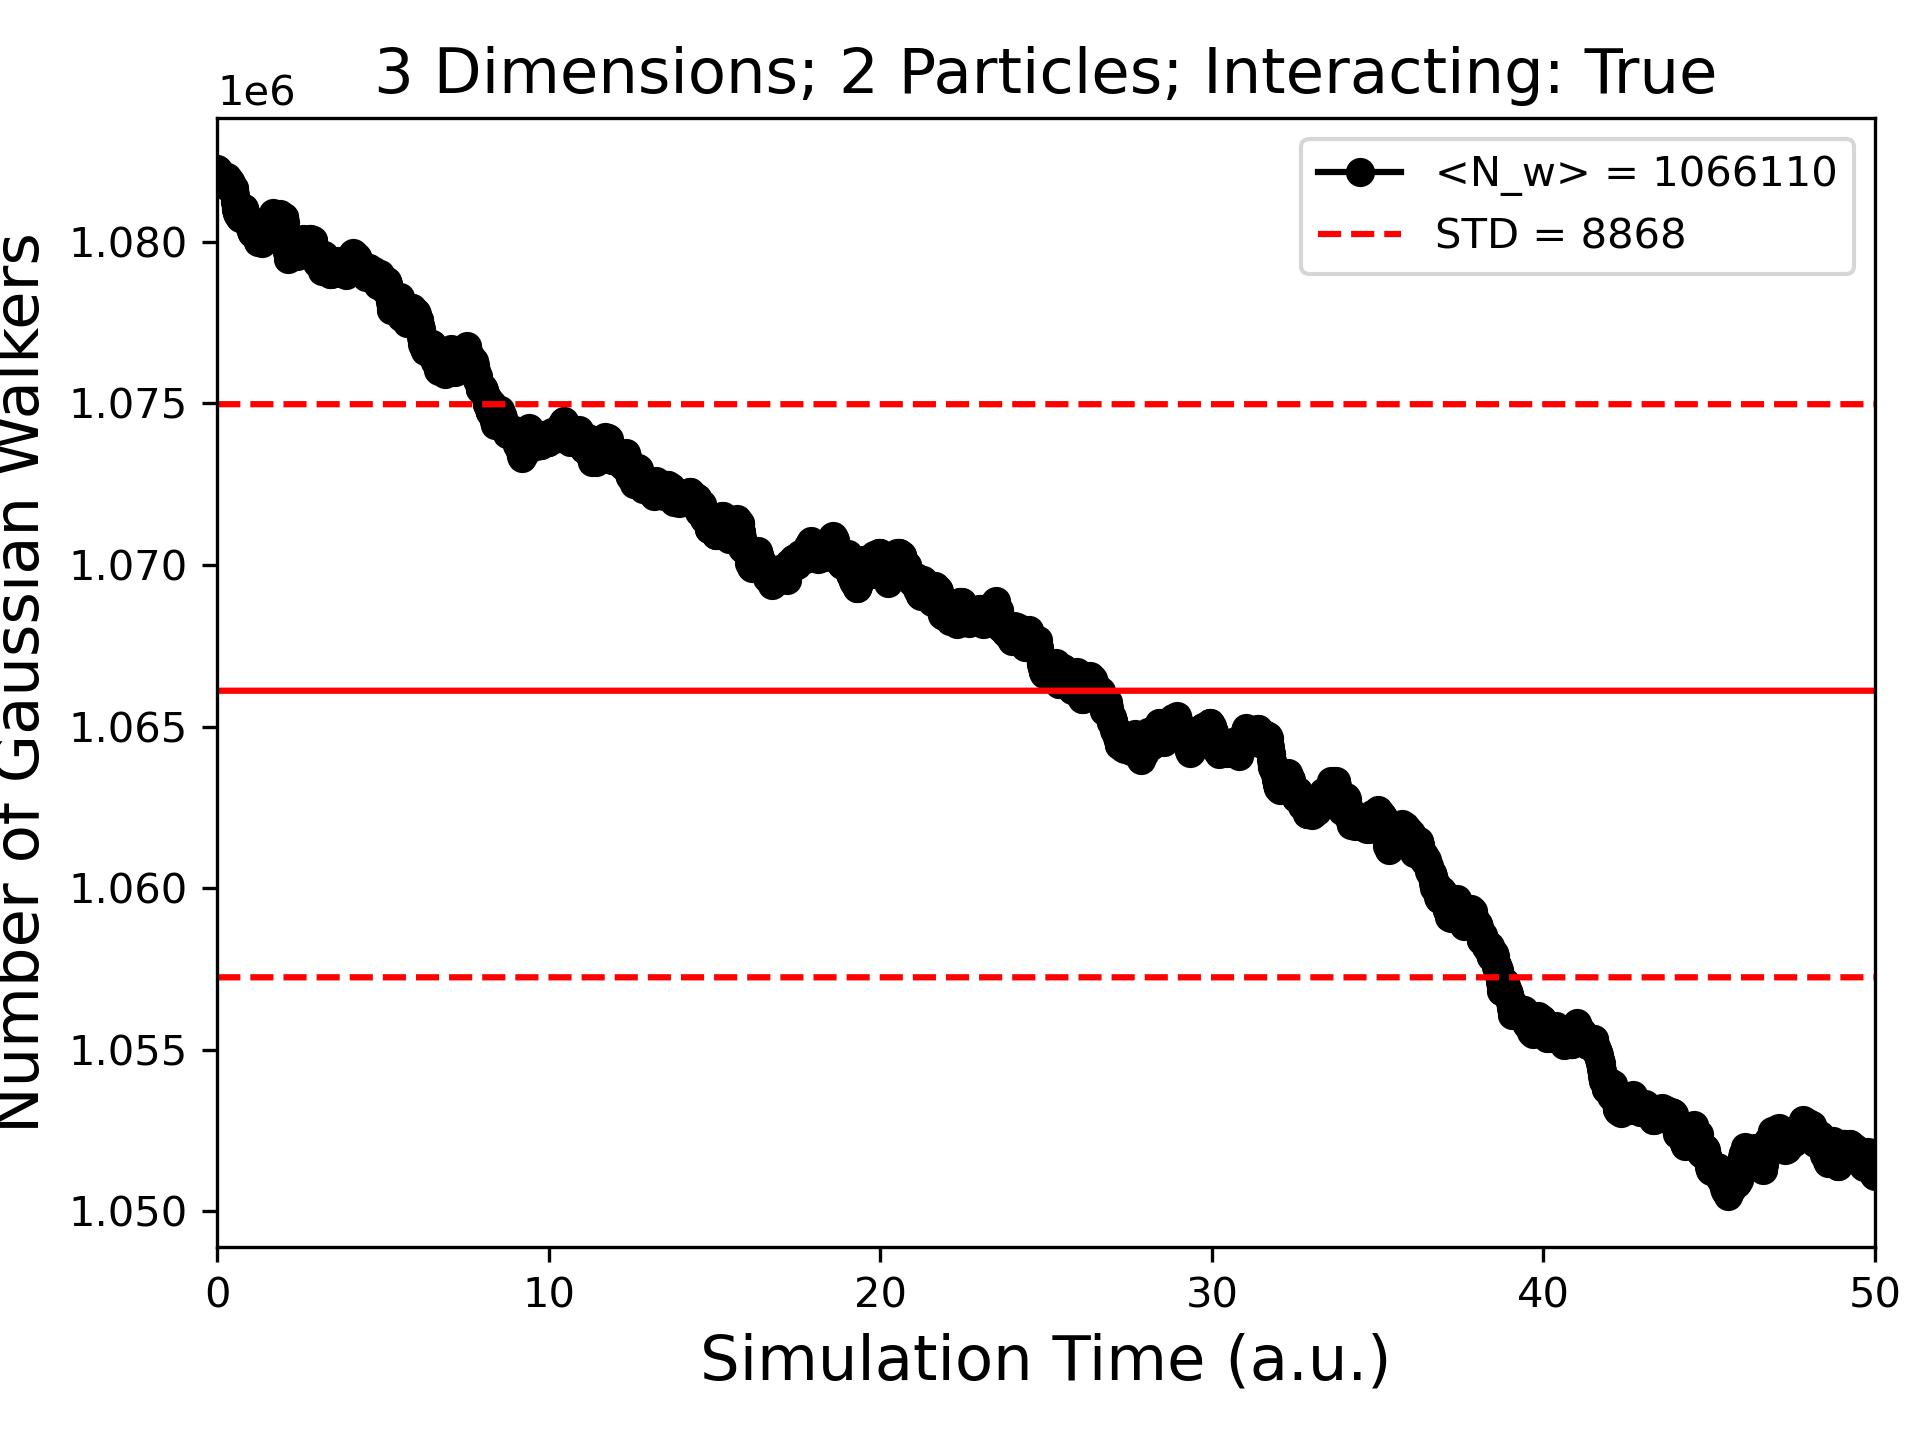 3 Dimensions; 2 Particles; Interacting: True
1e6
<N_w> = 1066110
STD = 8868
Number of Gaussian Walkers
1.080
1.075
1.070
1.065
1.060
1.055
1.050
0 10 20 30 40 50
Simulation Time (a.u.)